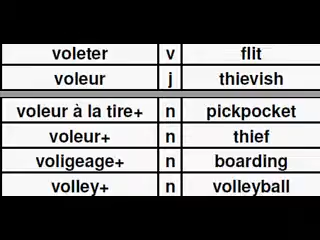 voleter v flit
voleur j thievish
voleur à la tire+ n pickpocket
voleur+ n thief
voligeage+ n boarding
volley+ n volleyball